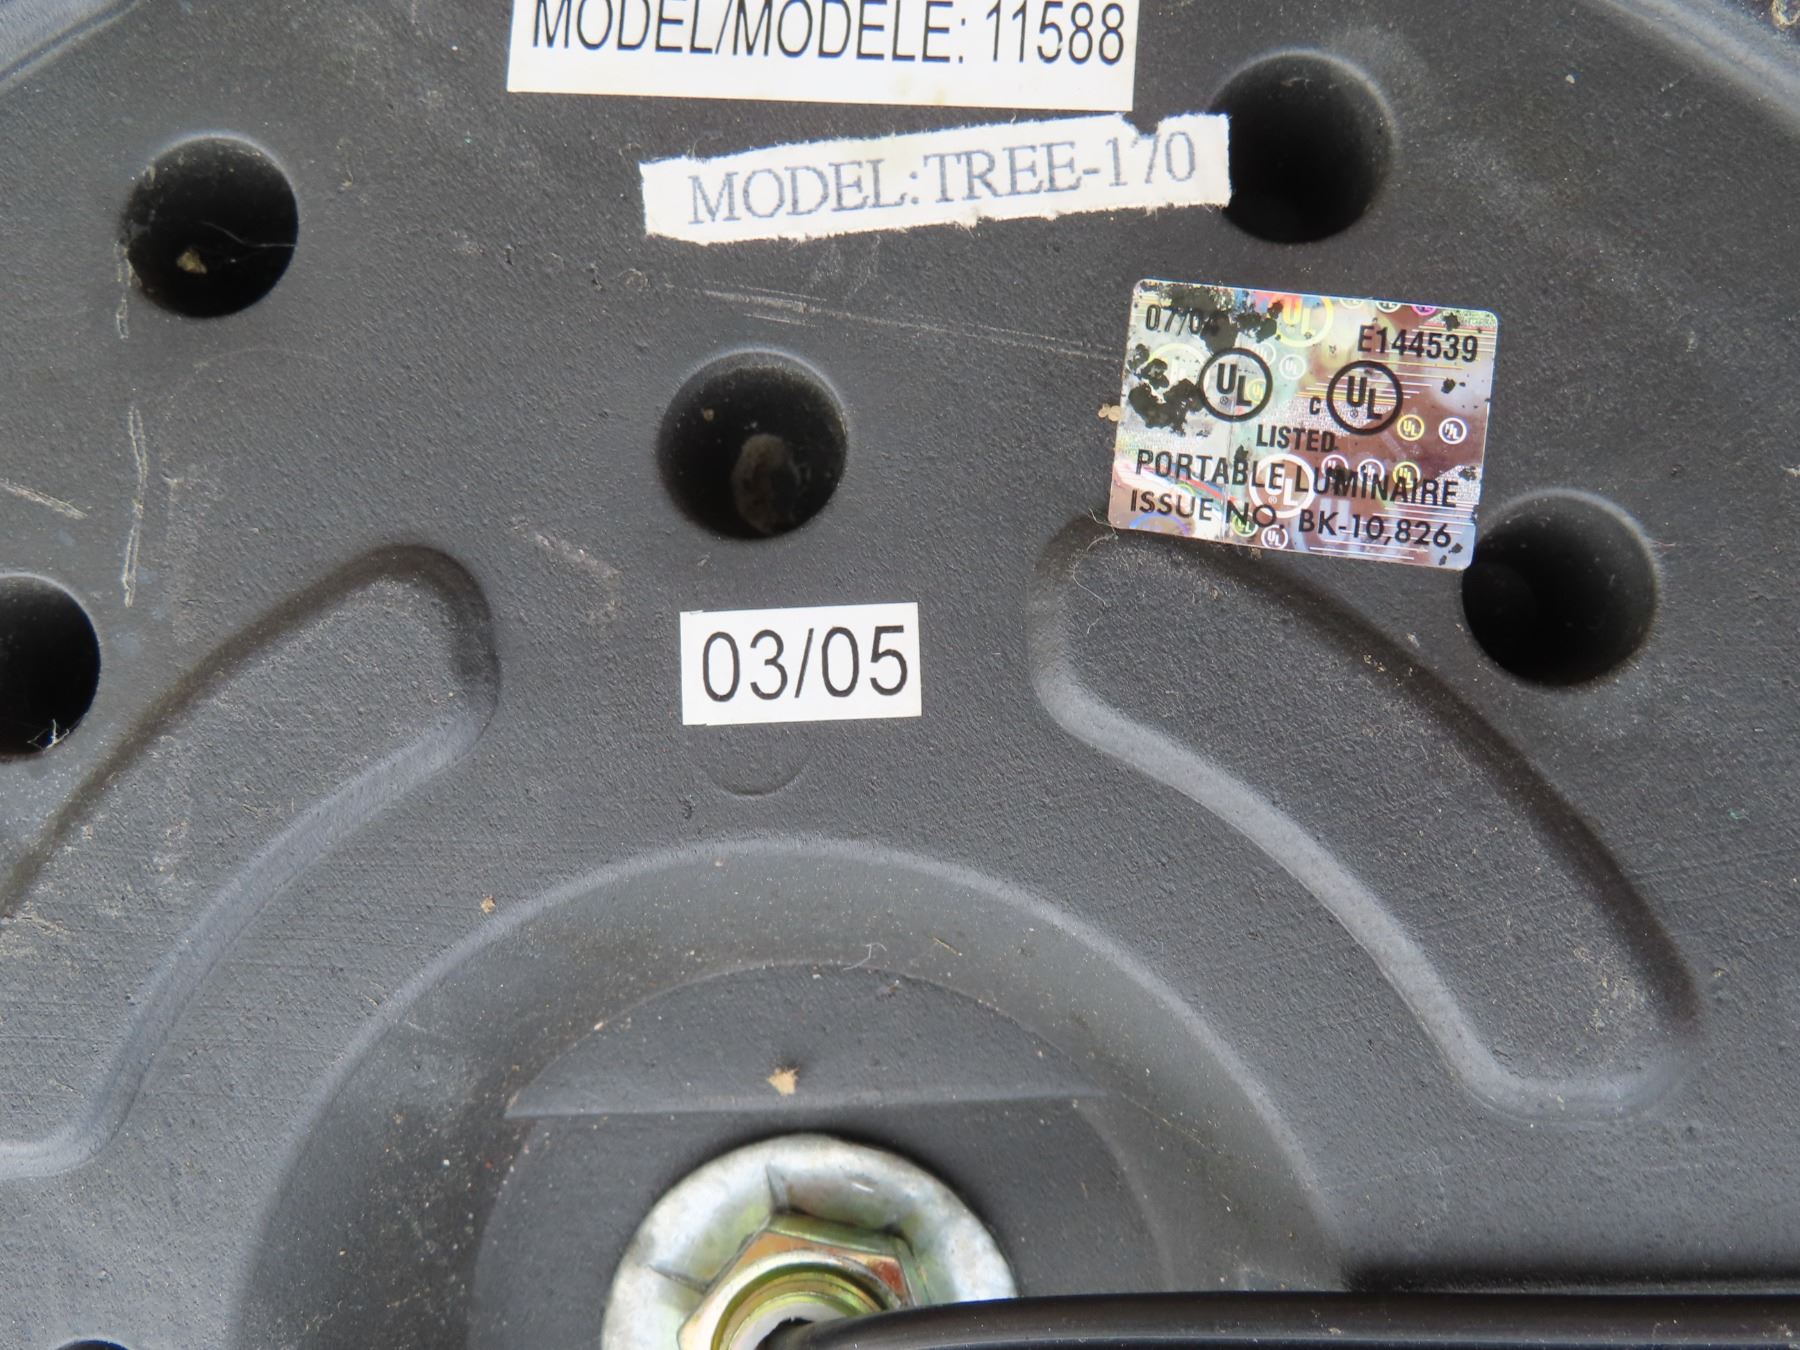 MODEL/MODELE: 11588
MODEL:TREE-170
E144539
UL
C UL
LISTED
PORTABLE LUMINAIRE
ISSUE NO. BK-10,826
03/05